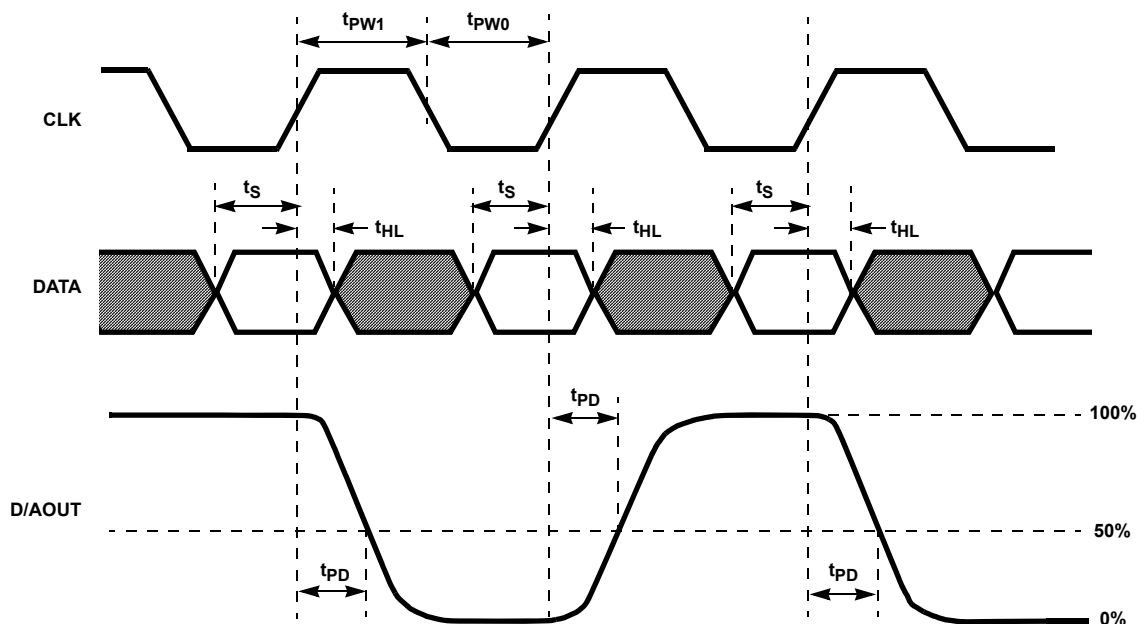 tPW1 tPW0
CLK
tS tS tS
tHL tHL tHL
DATA
tPD
100%
D/AOUT
50%
tPD tPD
0%